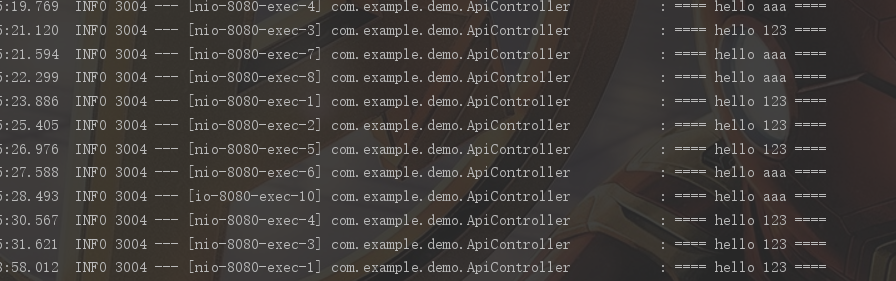 5:19.769 INFO 3004 --- [nio-8080-exec-4] com.example.demo.ApiController : ==== hello aaa ====
5:21.120 INFO 3004 --- [nio-8080-exec-3] com.example.demo.ApiController : ==== hello 123 ====
5:21.594 INFO 3004 --- [nio-8080-exec-7] com.example.demo.ApiController : ==== hello aaa ====
5:22.299 INFO 3004 --- [nio-8080-exec-8] com.example.demo.ApiController : ==== hello aaa ====
5:23.886 INFO 3004 --- [nio-8080-exec-1] com.example.demo.ApiController : ==== hello 123 ====
5:25.405 INFO 3004 --- [nio-8080-exec-2] com.example.demo.ApiController : ==== hello 123 ====
5:26.976 INFO 3004 --- [nio-8080-exec-5] com.example.demo.ApiController : ==== hello 123 ====
5:27.588 INFO 3004 --- [nio-8080-exec-6] com.example.demo.ApiController : ==== hello aaa ====
5:28.493 INFO 3004 --- [io-8080-exec-10] com.example.demo.ApiController : ==== hello aaa ====
5:30.567 INFO 3004 --- [nio-8080-exec-4] com.example.demo.ApiController : ==== hello 123 ====
5:31.621 INFO 3004 --- [nio-8080-exec-3] com.example.demo.ApiController : ==== hello 123 ====
8:58.012 INFO 3004 --- [nio-8080-exec-1] com.example.demo.ApiController : ==== hello 123 ====